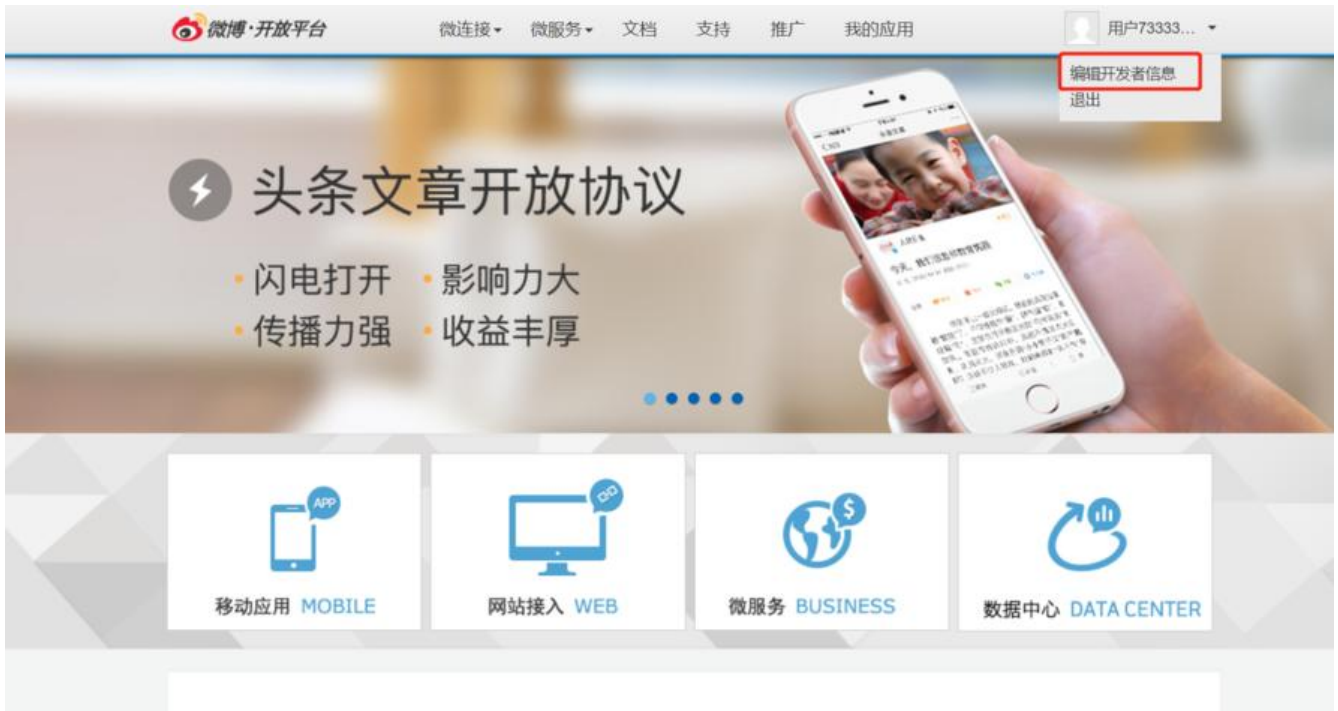 微博·开放平台
微连接
微服务
文档
支持
推广
我的应用
用户73333...
编辑开发者信息
退出
头条文章开放协议
闪电打开
影响力大
传播力强
收益丰厚
APP
移动应用 MOBILE
网站接入 WEB
$
微服务 BUSINESS
数据中心 DATA CENTER